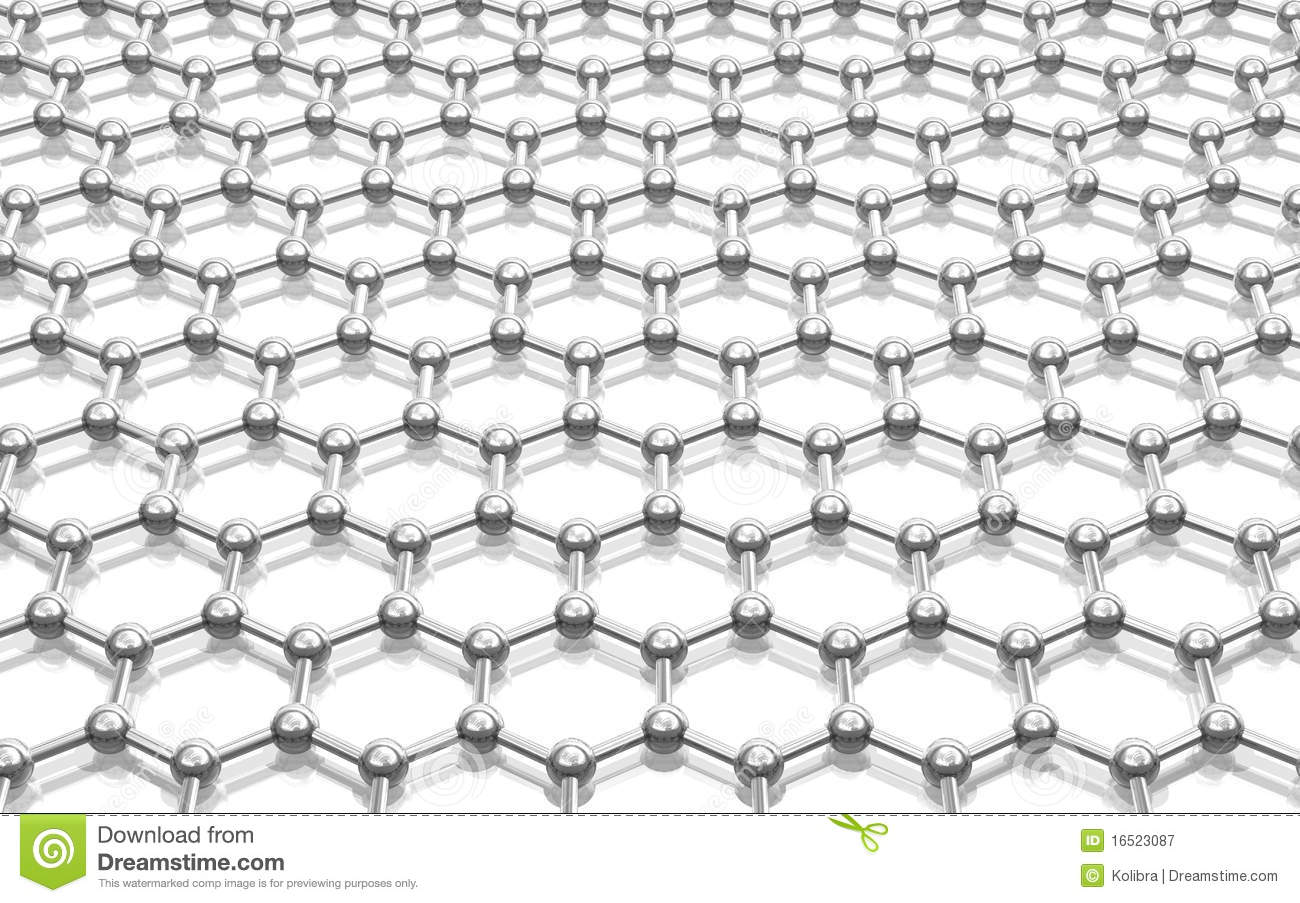 Download from
Dreamstime.com
This watermarked comp image is for previewing purposes only.
ID 16523087
© Kolibra | Dreamstime.com